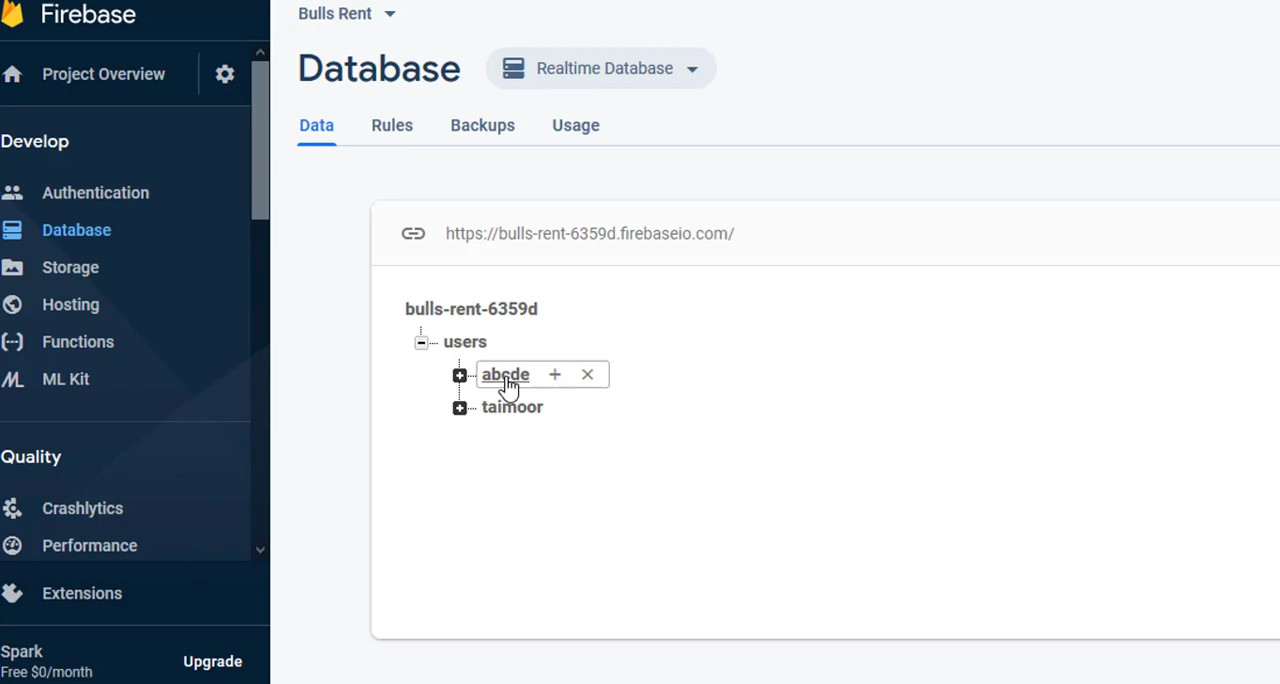 Firebase
Project Overview
Develop
Authentication
Database
Storage
Hosting
Functions
ML Kit
Quality
Crashlytics
Performance
Extensions
Spark
Free $0/month
Upgrade
Bulls Rent
Database
Realtime Database
Data Rules Backups Usage
https://bulls-rent-6359d.firebaseio.com/
bulls-rent-6359d
users
abcde
taimoor